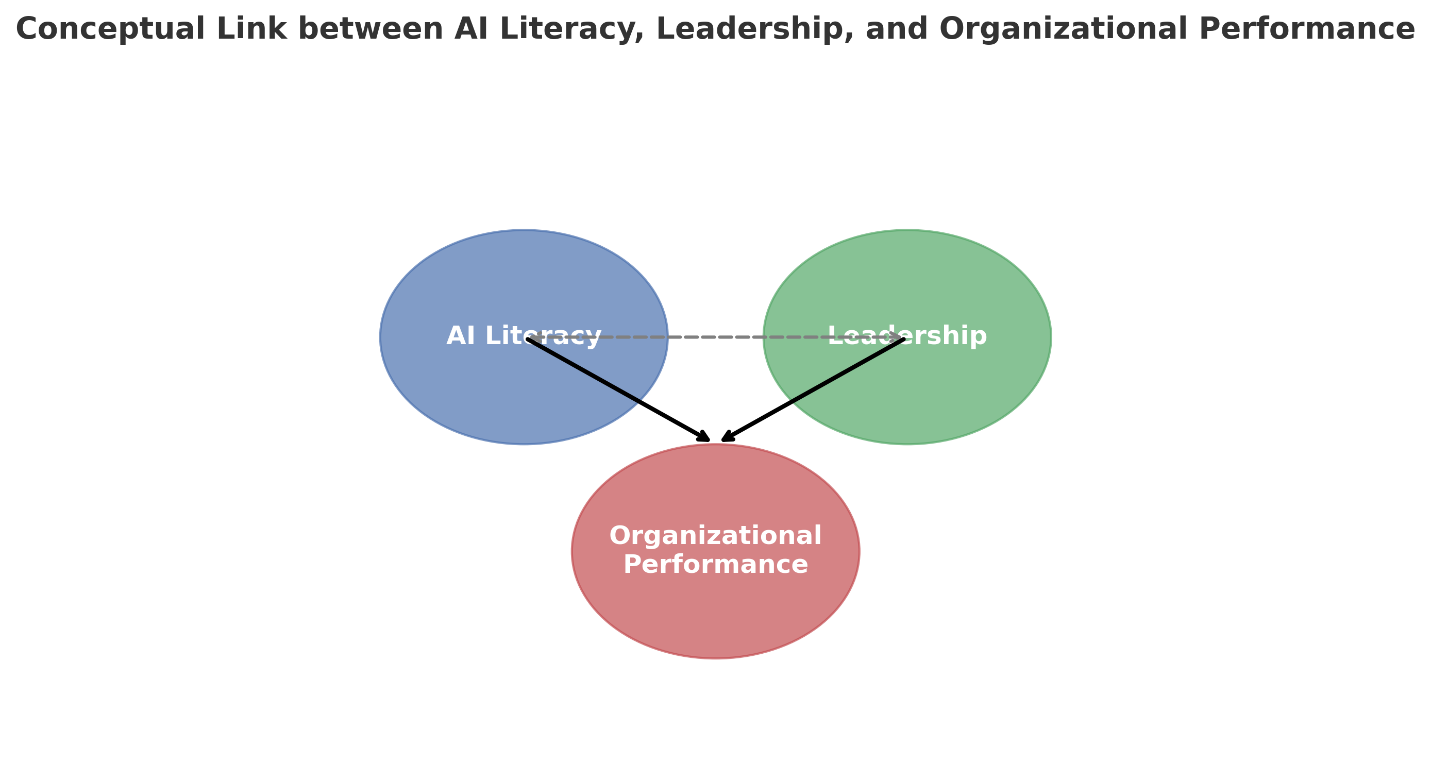 Conceptual Link between AI Literacy, Leadership, and Organizational Performance
AI Literacy
Leadership
Organizational
Performance